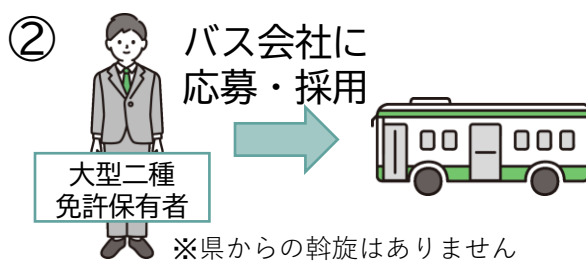 ②
バス会社に
応募・採用
大型二種
免許保有者
※県からの斡旋はありません